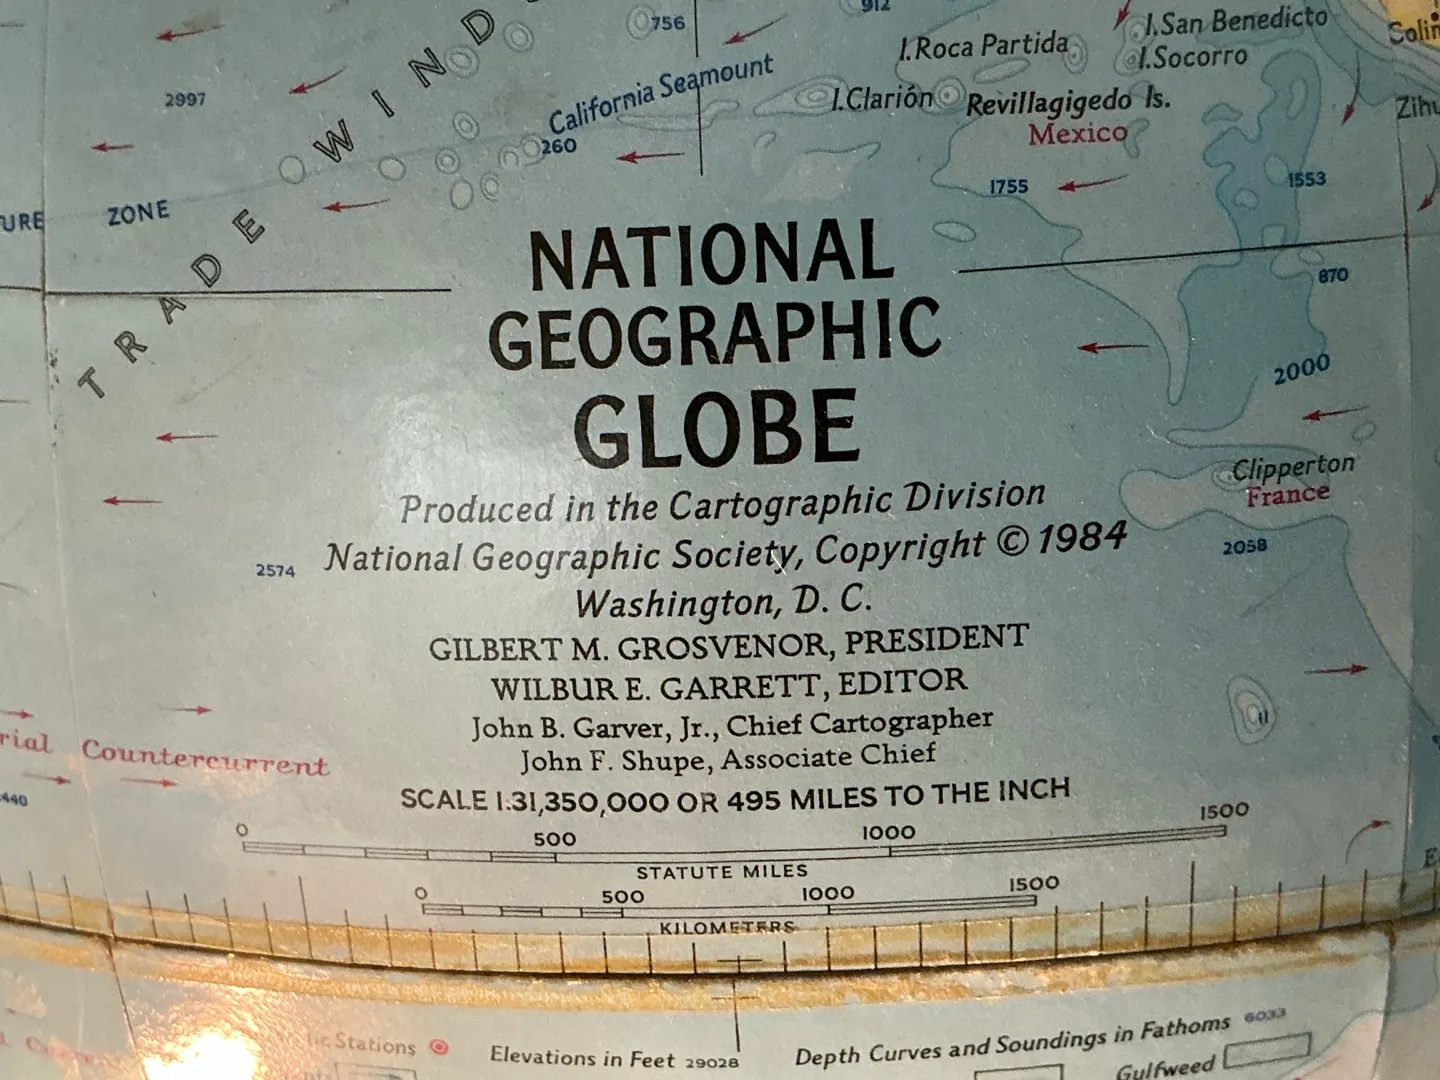 756
912
I. San Benedicto
I. Roca Partida
I. Socorro
2997
WIND
California Seamount
I. Clarión
Revillagigedo Is.
Mexico
260
1755
1553
ZONE
TRADE
870
NATIONAL
GEOGRAPHIC
GLOBE
2000
Clipperton
France
Produced in the Cartographic Division
National Geographic Society, Copyright © 1984
2574
2058
Washington, D. C.
GILBERT M. GROSVENOR, PRESIDENT
WILBUR E. GARRETT, EDITOR
11
John B. Garver, Jr., Chief Cartographer
John F. Shupe, Associate Chief
Countercurrent
SCALE 1:31,350,000 OR 495 MILES TO THE INCH
0 500 1000 1500
STATUTE MILES
0 500 1000 1500
KILOMETERS
Stations
Elevations in Feet 29028
Depth Curves and Soundings in Fathoms 6033
Gulfweed